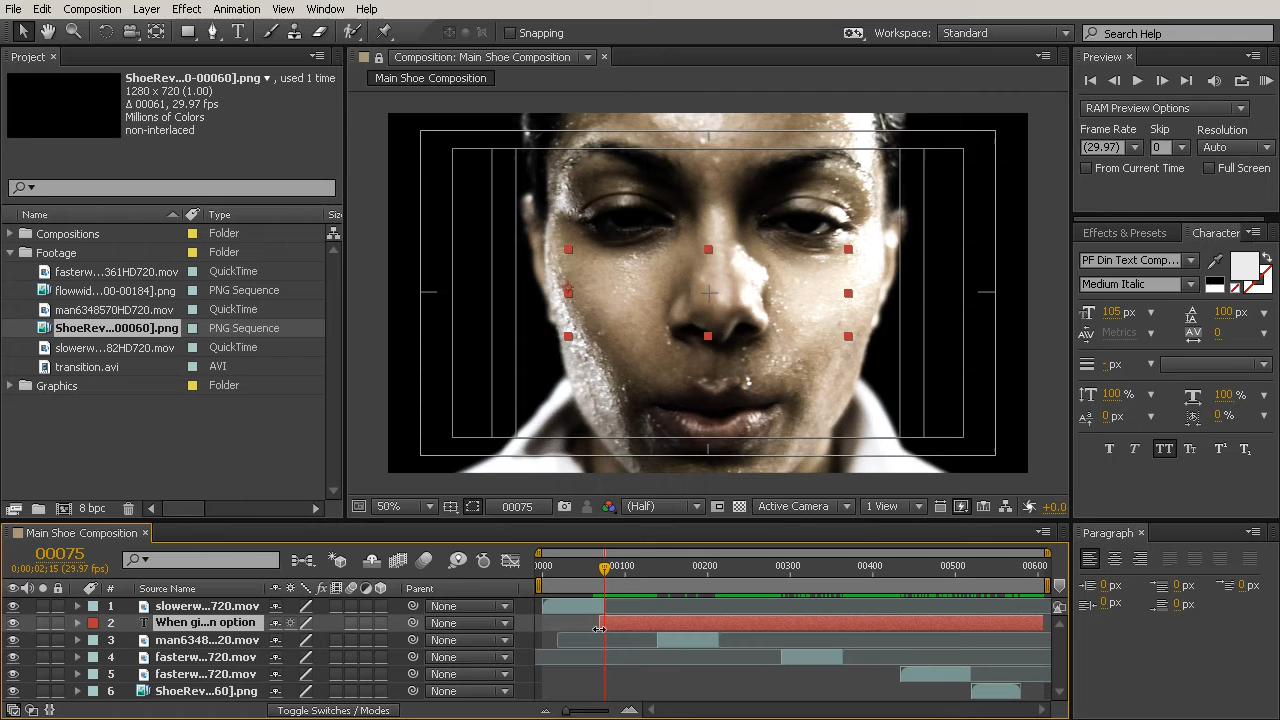 File Edit Composition Layer Effect Animation View Window Help
Snapping
Workspace: Standard
Search Help
Project
ShoeRev...0-00060].png , used 1 time
1280 x 720 (1.00)
Δ 00061, 29.97 fps
Millions of Colors
non-interlaced
Name Type Siz
Compositions Folder
Footage Folder
fasterw...361HD720.mov QuickTime
flowwid...00-00184].png PNG Sequence
man6348570HD720.mov QuickTime
ShoeRev...00060].png PNG Sequence
slowerw...82HD720.mov QuickTime
transition.avi AVI
Graphics Folder
8 bpc
Composition: Main Shoe Composition
Main Shoe Composition
50%
00075
(Half)
Active Camera
1 View
+0.0
Preview
RAM Preview Options
Frame Rate Skip Resolution
(29.97) 0 Auto
From Current Time Full Screen
Effects & Presets Character
PF Din Text Comp...
Medium Italic
105 px 100 px
Metrics 0
- px
100 % 100 %
0 px 0 %
T T TT Tt T¹ T₁
Main Shoe Composition
00075
0;00;02;15 (29.97 fps)
# Source Name Parent
0000 00100 00200 00300 00400 00500 00600
1 slowerw...720.mov None
2 T When gi...n option None
3 man6348...20.mov None
4 fasterw...720.mov None
5 fasterw...720.mov None
6 ShoeRev...60].png None
Toggle Switches / Modes
Paragraph
0 px 0 px 0 px
0 px 0 px